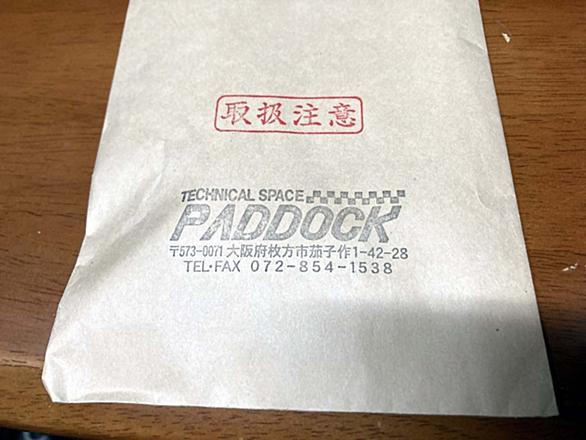 取扱注意
TECHNICAL SPACE
PADDOCK
〒573-0071 大阪府枚方市茄子作1-42-28
TEL・FAX 072-854-1538